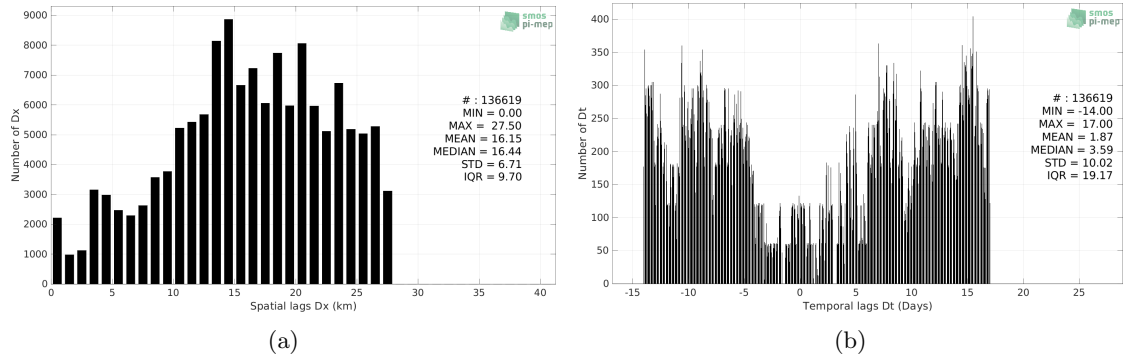 smos
pi-mep
9000
8000
7000
6000
5000
4000
3000
2000
1000
0
Number of Dx
# : 136619
MIN = 0.00
MAX = 27.50
MEAN = 16.15
MEDIAN = 16.44
STD = 6.71
IQR = 9.70
0 5 10 15 20 25 30 35 40
Spatial lags Dx (km)
(a)
smos
pi-mep
400
350
300
250
200
150
100
50
0
Number of Dt
# : 136619
MIN = -14.00
MAX = 17.00
MEAN = 1.87
MEDIAN = 3.59
STD = 10.02
IQR = 19.17
-15 -10 -5 0 5 10 15 20 25
Temporal lags Dt (Days)
(b)